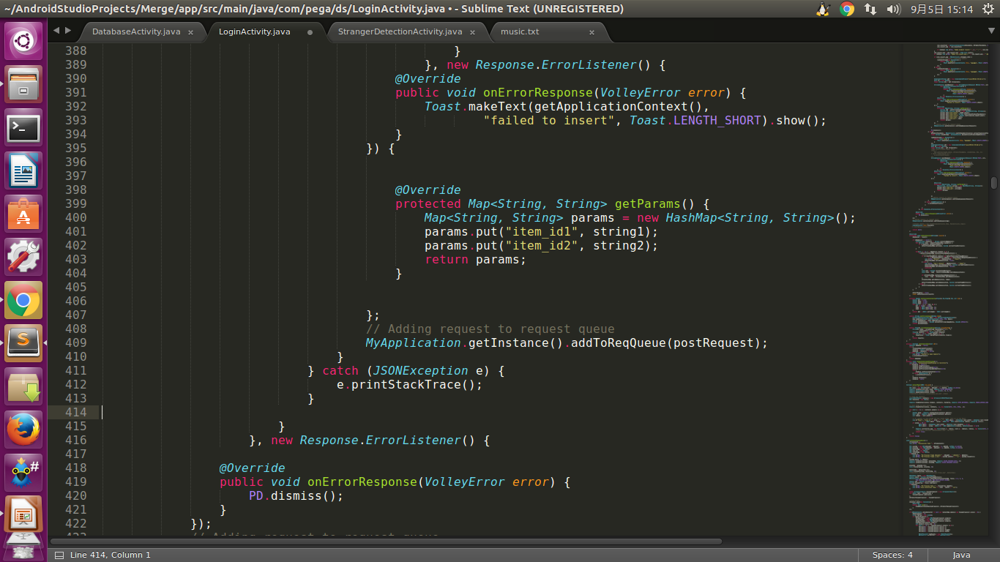 ~/AndroidStudioProjects/Merge/app/src/main/java/com/pega/ds/LoginActivity.java • - Sublime Text (UNREGISTERED)
9月5日 15:14
DatabaseActivity.java × LoginActivity.java StrangerDetectionActivity.java × music.txt ×
388 }
389 }, new Response.ErrorListener() {
390 @Override
391 public void onErrorResponse(VolleyError error) {
392 Toast.makeText(getApplicationContext(),
393 "failed to insert", Toast.LENGTH_SHORT).show();
394 }
395 }) {
396
397
398 @Override
399 protected Map<String, String> getParams() {
400 Map<String, String> params = new HashMap<String, String>();
401 params.put("item_id1", string1);
402 params.put("item_id2", string2);
403 return params;
404 }
405
406
407 };
408 // Adding request to request queue
409 MyApplication.getInstance().addToReqQueue(postRequest);
410 }
411 } catch (JSONException e) {
412 e.printStackTrace();
413 }
414
415 }
416 }, new Response.ErrorListener() {
417
418 @Override
419 public void onErrorResponse(VolleyError error) {
420 PD.dismiss();
421 }
422 });
423 // Adding request to request queue
Line 414, Column 1
Spaces: 4
Java